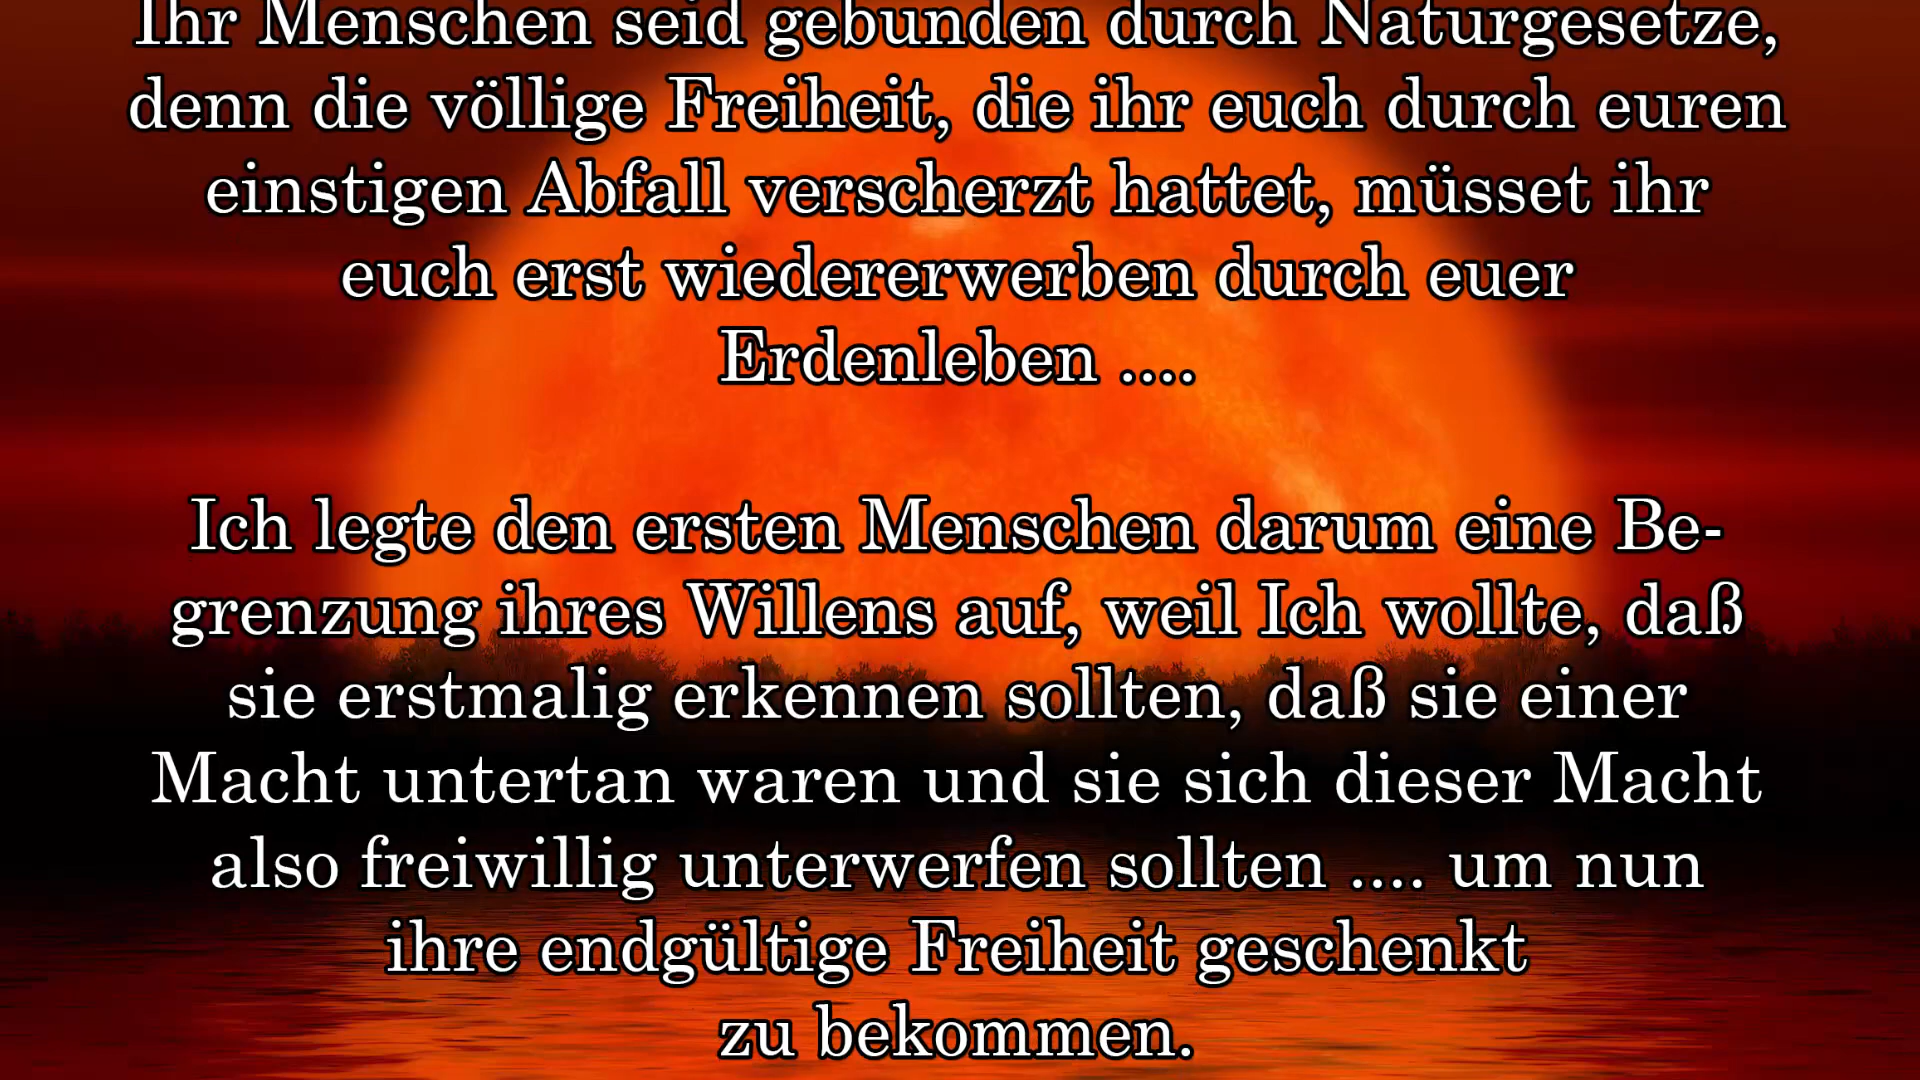 Ihr Menschen seid gebunden durch Naturgesetze,
denn die völlige Freiheit, die ihr euch durch euren
einstigen Abfall verscherzt hattet, müsset ihr
euch erst wiedererwerben durch euer
Erdenleben ....
Ich legte den ersten Menschen darum eine Be-
grenzung ihres Willens auf, weil Ich wollte, daß
sie erstmalig erkennen sollten, daß sie einer
Macht untertan waren und sie sich dieser Macht
also freiwillig unterwerfen sollten .... um nun
ihre endgültige Freiheit geschenkt
zu bekommen.